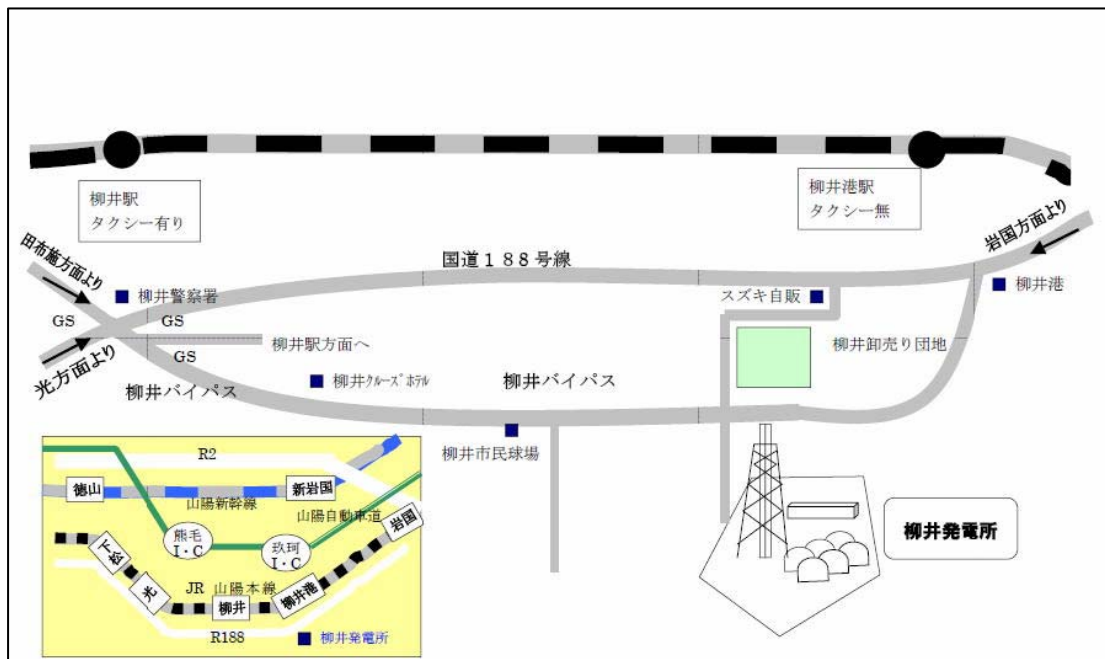 柳井駅
タクシー有り
柳井港駅
タクシー無
岩国方面より
田布施方面より
国道188号線
柳井警察署
スズキ自販
柳井港
GS
GS
GS
柳井駅方面へ
柳井卸売り団地
光方面より
柳井バイパス
柳井クルーズホテル
柳井バイパス
柳井市民球場
柳井発電所
R2
徳山
新岩国
山陽新幹線
山陽自動車道
岩国
熊毛
I・C
玖珂
I・C
下松
光
JR 山陽本線
柳井
柳井港
R188
柳井発電所